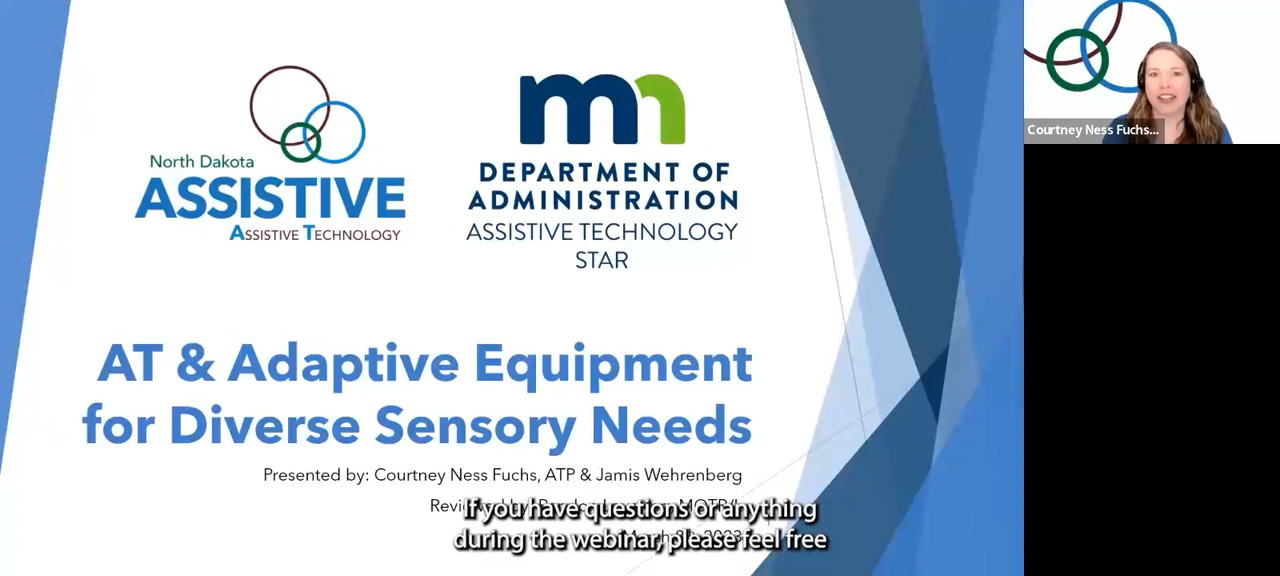 North Dakota
ASSISTIVE
ASSISTIVE TECHNOLOGY
mn
DEPARTMENT OF
ADMINISTRATION
ASSISTIVE TECHNOLOGY
STAR
AT & Adaptive Equipment
for Diverse Sensory Needs
Presented by: Courtney Ness Fuchs, ATP & Jamis Wehrenberg
If you have questions or anything
during the webinar, please feel free
Courtney Ness Fuchs...